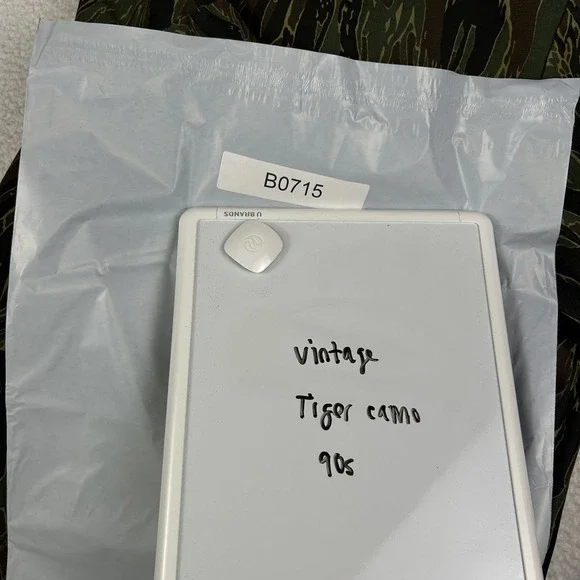 B0715
U BRANDS
vintage
Tiger camo
90s